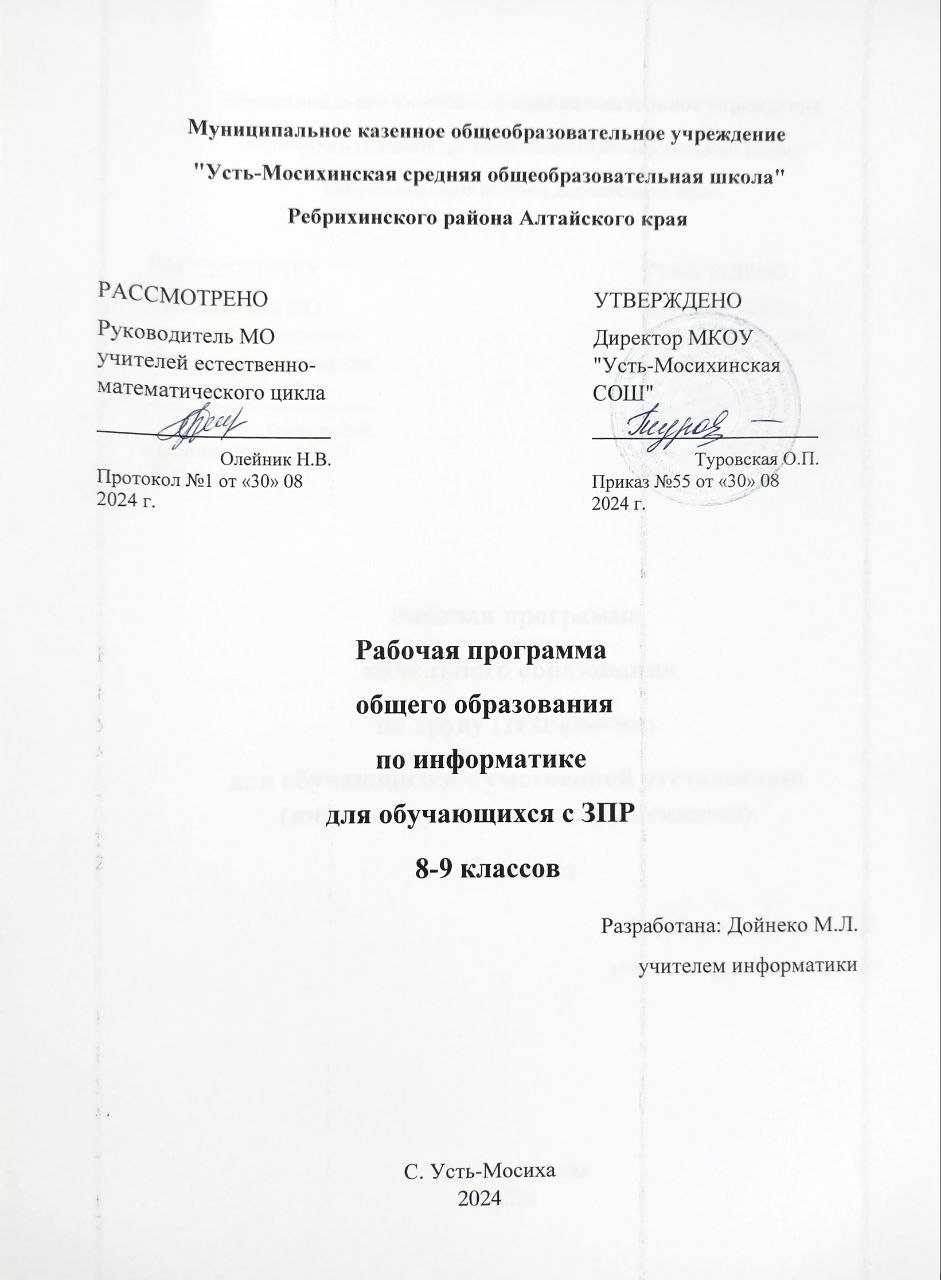 Муниципальное казенное общеобразовательное учреждение
"Усть-Мосихинская средняя общеобразовательная школа"
Ребрихинского района Алтайского края
РАССМОТРЕНО
Руководитель МО
учителей естественно-
математического цикла
Олейник Н.В.
Протокол №1 от «30» 08
2024 г.
УТВЕРЖДЕНО
Директор МКОУ
"Усть-Мосихинская
СОШ"
Туровская О.П.
Приказ №55 от «30» 08
2024 г.
Рабочая программа
общего образования
по информатике
для обучающихся с ЗПР
8-9 классов
Разработана: Дойнеко М.Л.
учителем информатики
С. Усть-Мосиха
2024